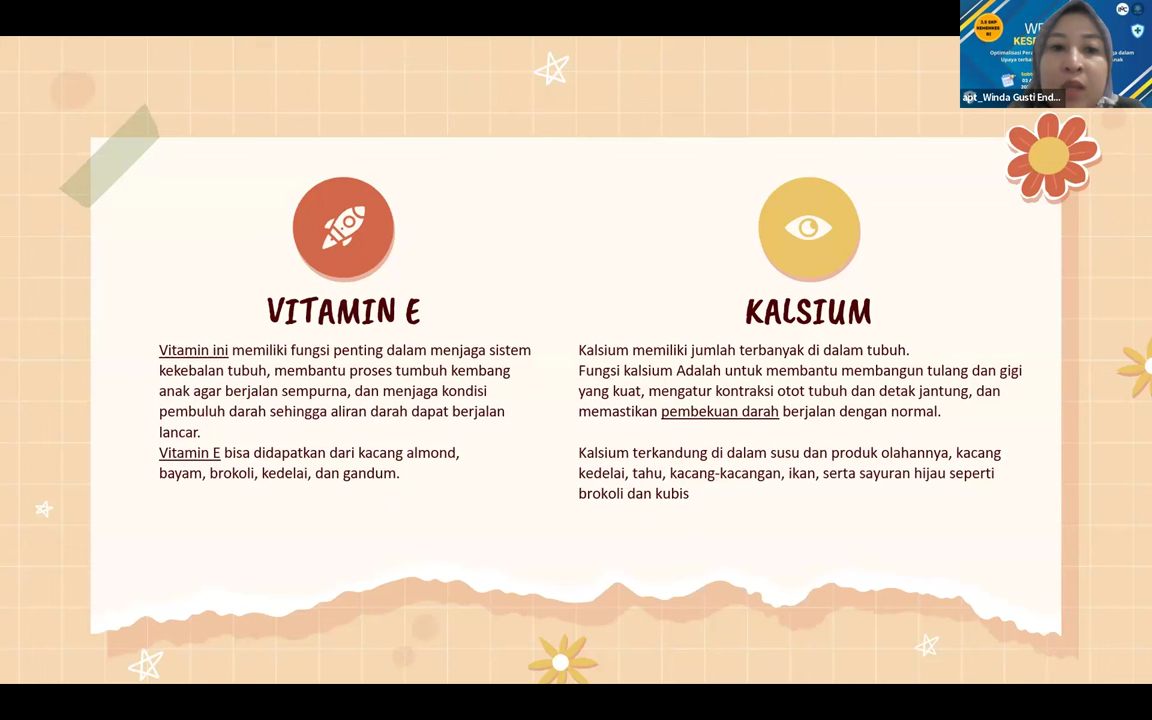 3,5 SKP
KEMENKES
RI
apt_Winda Gusti End...
VITAMIN E
Vitamin ini memiliki fungsi penting dalam menjaga sistem
kekebalan tubuh, membantu proses tumbuh kembang
anak agar berjalan sempurna, dan menjaga kondisi
pembuluh darah sehingga aliran darah dapat berjalan
lancar.
Vitamin E bisa didapatkan dari kacang almond,
bayam, brokoli, kedelai, dan gandum.
KALSIUM
Kalsium memiliki jumlah terbanyak di dalam tubuh.
Fungsi kalsium Adalah untuk membantu membangun tulang dan gigi
yang kuat, mengatur kontraksi otot tubuh dan detak jantung, dan
memastikan pembekuan darah berjalan dengan normal.
Kalsium terkandung di dalam susu dan produk olahannya, kacang
kedelai, tahu, kacang-kacangan, ikan, serta sayuran hijau seperti
brokoli dan kubis